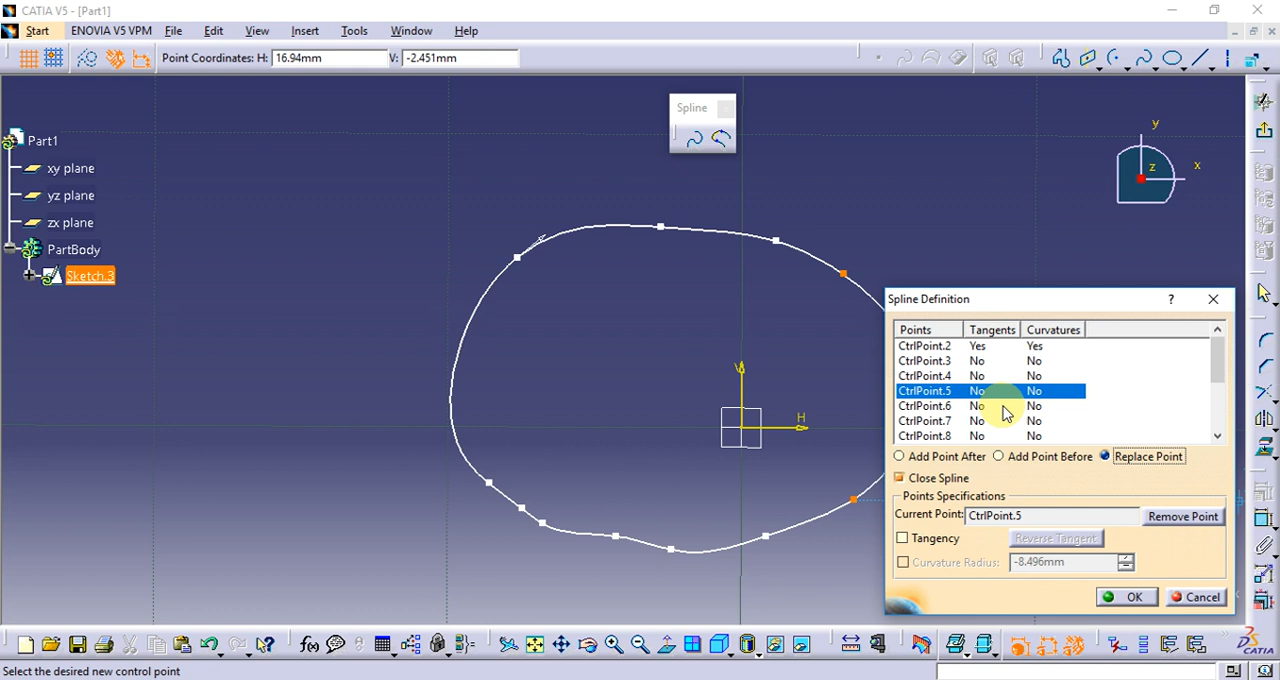 CATIA V5 - [Part1]
Start ENOVIA V5 VPM File Edit View Insert Tools Window Help
Point Coordinates: H: 16.94mm V: -2.451mm
Spline
Part1
xy plane
yz plane
zx plane
PartBody
Sketch.3
y
z
x
V
H
Spline Definition
Points Tangents Curvatures
CtrlPoint.2 Yes Yes
CtrlPoint.3 No No
CtrlPoint.4 No No
CtrlPoint.5 No No
CtrlPoint.6 No No
CtrlPoint.7 No No
CtrlPoint.8 No No
Add Point After Add Point Before Replace Point
Close Spline
Points Specifications
Current Point: CtrlPoint.5 Remove Point
Tangency Reverse Tangent
Curvature Radius: -8.496mm
OK Cancel
f(x)
CATIA
Select the desired new control point